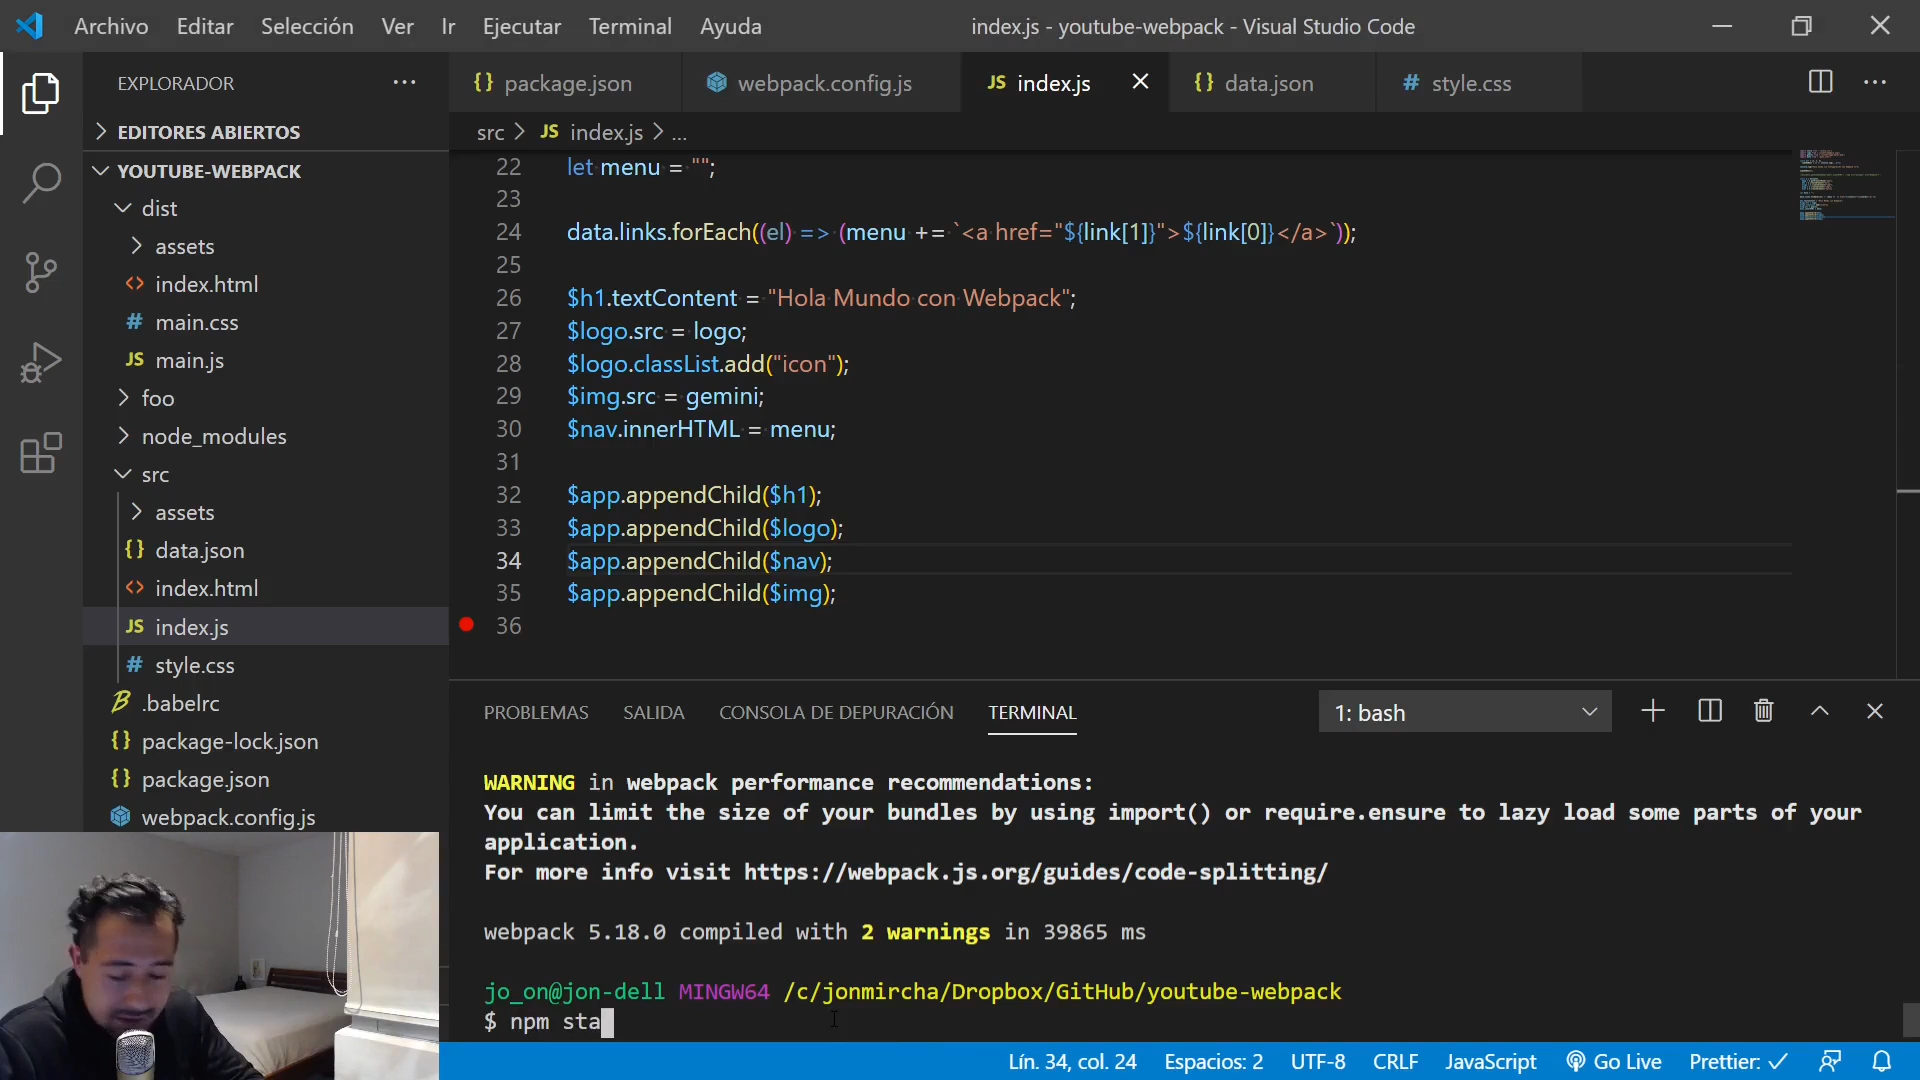 Archivo Editar Selección Ver Ir Ejecutar Terminal Ayuda
index.js - youtube-webpack - Visual Studio Code
EXPLORADOR
EDITORES ABIERTOS
YOUTUBE-WEBPACK
dist
assets
index.html
main.css
main.js
foo
node_modules
src
assets
data.json
index.html
index.js
style.css
.babelrc
package-lock.json
package.json
webpack.config.js
package.json webpack.config.js index.js data.json style.css
src > JS index.js > ...
22 let menu = "";
23
24 data.links.forEach((el) => (menu += `<a href="${link[1]}">${link[0]}</a>`));
25
26 $h1.textContent = "Hola Mundo con Webpack";
27 $logo.src = logo;
28 $logo.classList.add("icon");
29 $img.src = gemini;
30 $nav.innerHTML = menu;
31
32 $app.appendChild($h1);
33 $app.appendChild($logo);
34 $app.appendChild($nav);
35 $app.appendChild($img);
36
PROBLEMAS SALIDA CONSOLA DE DEPURACIÓN TERMINAL 1: bash
WARNING in webpack performance recommendations:
You can limit the size of your bundles by using import() or require.ensure to lazy load some parts of your
application.
For more info visit https://webpack.js.org/guides/code-splitting/
webpack 5.18.0 compiled with 2 warnings in 39865 ms
jo_on@jon-dell MINGW64 /c/jonmircha/Dropbox/GitHub/youtube-webpack
$ npm sta
Lín. 34, col. 24 Espacios: 2 UTF-8 CRLF JavaScript Go Live Prettier: ✓